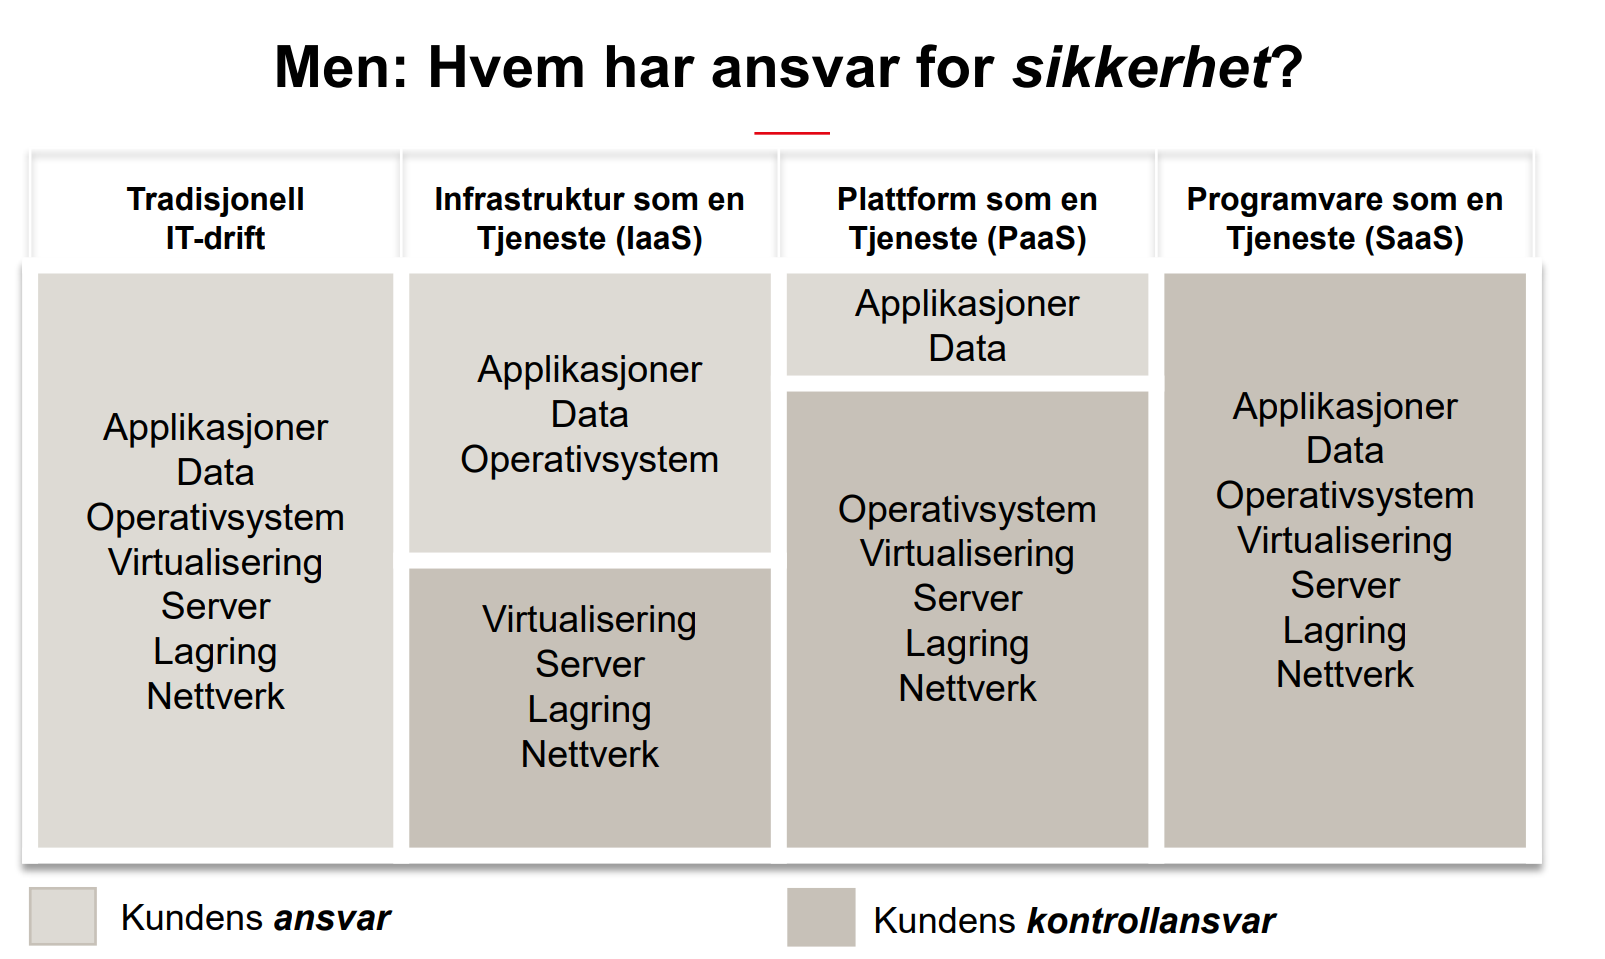 Men: Hvem har ansvar for sikkerhet?
Tradisjonell
IT-drift
Infrastruktur som en
Tjeneste (IaaS)
Plattform som en
Tjeneste (PaaS)
Programvare som en
Tjeneste (SaaS)
Applikasjoner
Data
Operativsystem
Virtualisering
Server
Lagring
Nettverk
Applikasjoner
Data
Operativsystem
Virtualisering
Server
Lagring
Nettverk
Applikasjoner
Data
Operativsystem
Virtualisering
Server
Lagring
Nettverk
Applikasjoner
Data
Operativsystem
Virtualisering
Server
Lagring
Nettverk
Kundens ansvar
Kundens kontrollansvar